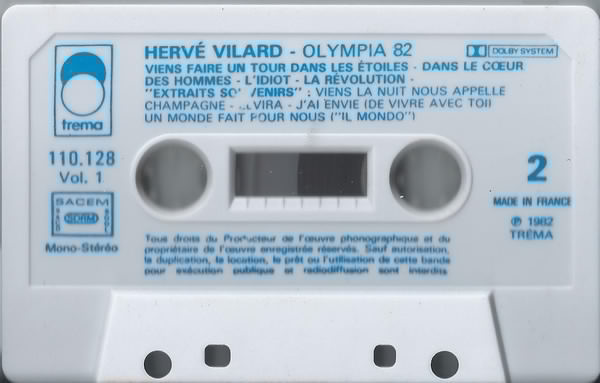 HERVÉ VILARD - OLYMPIA 82
DOLBY SYSTEM
VIENS FAIRE UN TOUR DANS LES ÉTOILES - DANS LE CŒUR
DES HOMMES - L'IDIOT - LA RÉVOLUTION -
"EXTRAITS : VIENS LA NUIT NOUS APPELLE
CHAMPAGNE - - J'AI ENVIE (DE VIVRE AVEC TOI)
UN MONDE FAIT POUR NOUS ("IL MONDO")
trema
110.128
Vol. 1
2
SACEM
SDRM
Mono-Stéréo
MADE IN FRANCE
℗ 1982
TRÉMA
Tous droits du Producteur de l'œuvre phonographique et du
propriétaire de l'œuvre enregistrée réservés. Sauf autorisation,
la duplication, la location, le prêt ou l'utilisation de cette bande
pour exécution publique et radiodiffusion sont interdits